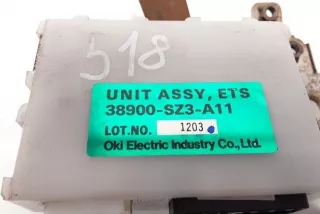 518
UNIT ASSY, ETS
38900-SZ3-A11
LOT.NO. 1203
Oki Electric Industry Co., Ltd.